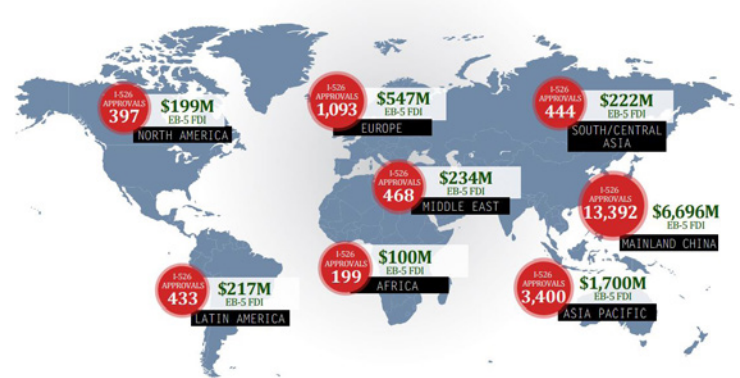 I-526
APPROVALS
397
$199M
EB-5 FDI
NORTH AMERICA
I-526
APPROVALS
1,093
$547M
EB-5 FDI
EUROPE
I-526
APPROVALS
444
$222M
EB-5 FDI
SOUTH/CENTRAL
ASIA
I-526
APPROVALS
468
$234M
EB-5 FDI
MIDDLE EAST
I-526
APPROVALS
13,392
$6,696M
EB-5 FDI
MAINLAND CHINA
I-526
APPROVALS
433
$217M
EB-5 FDI
LATIN AMERICA
I-526
APPROVALS
199
$100M
EB-5 FDI
AFRICA
I-526
APPROVALS
3,400
$1,700M
EB-5 FDI
ASIA PACIFIC